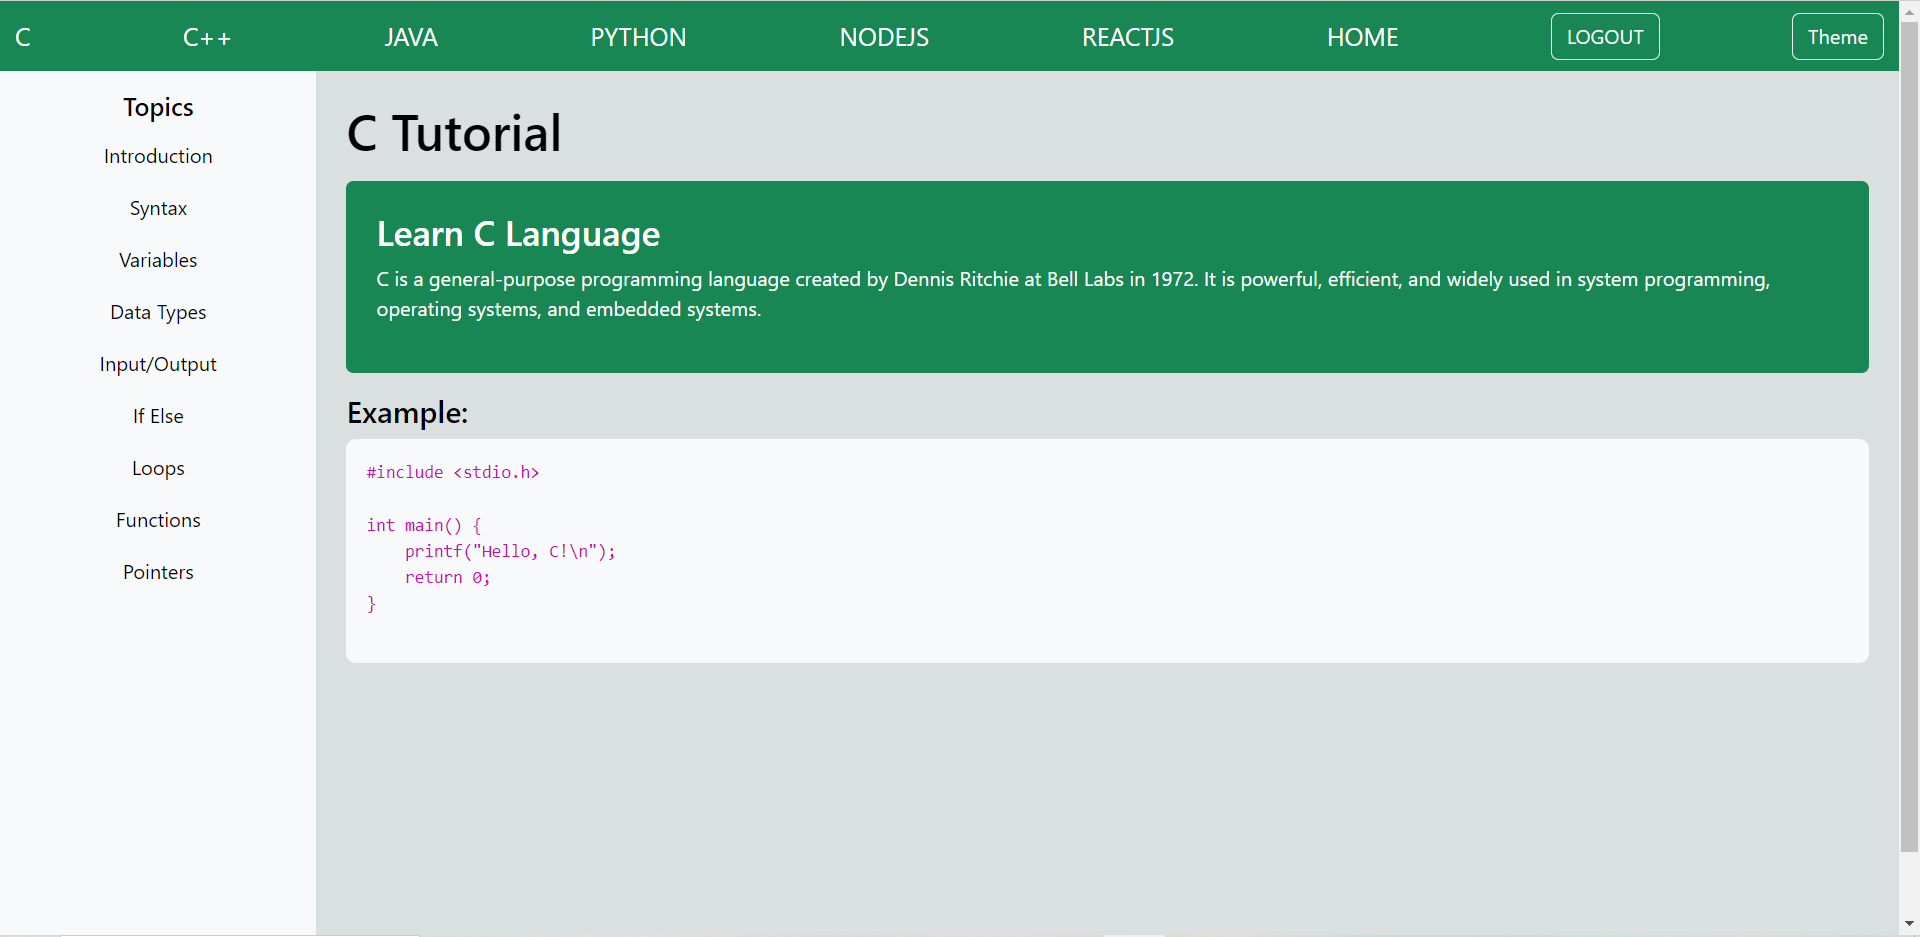 C C++ JAVA PYTHON NODEJS REACTJS HOME LOGOUT Theme
Topics
Introduction
Syntax
Variables
Data Types
Input/Output
If Else
Loops
Functions
Pointers
C Tutorial
Learn C Language
C is a general-purpose programming language created by Dennis Ritchie at Bell Labs in 1972. It is powerful, efficient, and widely used in system programming,
operating systems, and embedded systems.
Example:
#include <stdio.h>
int main() {
    printf("Hello, C!\n");
    return 0;
}